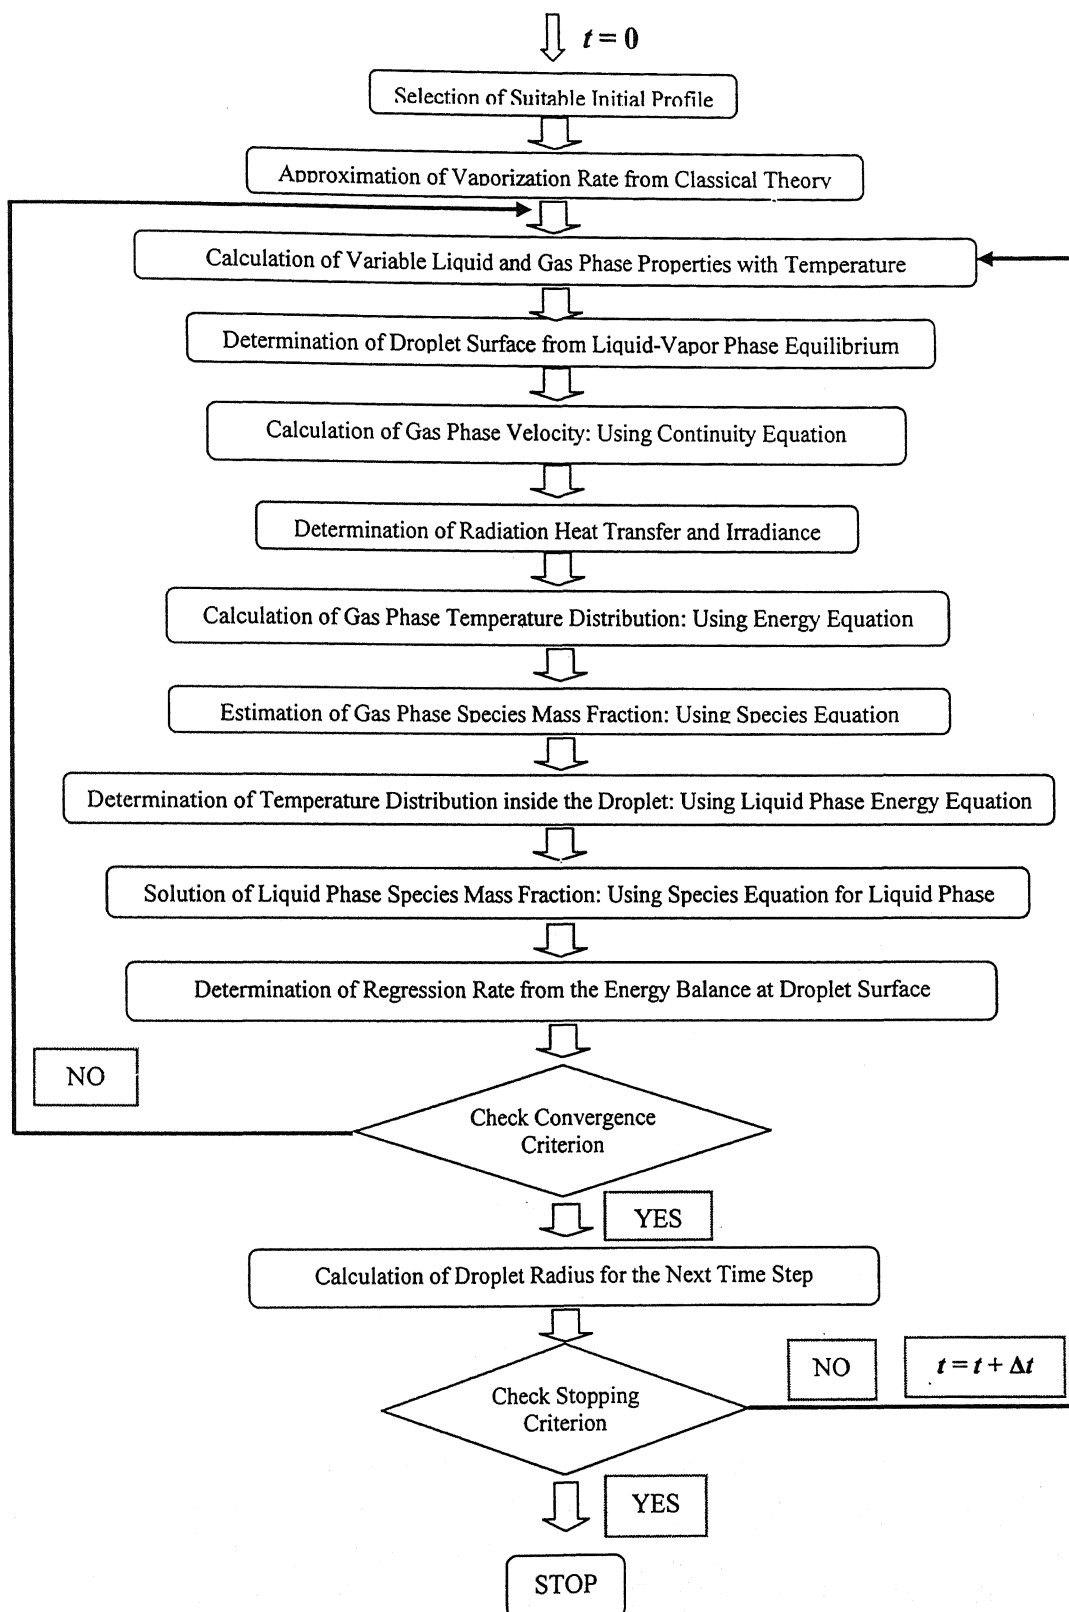 t = 0
Selection of Suitable Initial Profile
Approximation of Vaporization Rate from Classical Theory
Calculation of Variable Liquid and Gas Phase Properties with Temperature
Determination of Droplet Surface from Liquid-Vapor Phase Equilibrium
Calculation of Gas Phase Velocity: Using Continuity Equation
Determination of Radiation Heat Transfer and Irradiance
Calculation of Gas Phase Temperature Distribution: Using Energy Equation
Estimation of Gas Phase Species Mass Fraction: Using Species Equation
Determination of Temperature Distribution inside the Droplet: Using Liquid Phase Energy Equation
Solution of Liquid Phase Species Mass Fraction: Using Species Equation for Liquid Phase
Determination of Regression Rate from the Energy Balance at Droplet Surface
NO
Check Convergence
Criterion
YES
Calculation of Droplet Radius for the Next Time Step
NO
t = t + Δt
Check Stopping
Criterion
YES
STOP